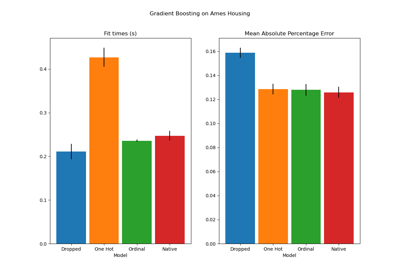 Gradient Boosting on Ames Housing
Fit times (s)
0.4
0.3
0.2
0.1
0.0
Dropped One Hot Ordinal Native
Model
Mean Absolute Percentage Error
0.16
0.14
0.12
0.10
0.08
0.06
0.04
0.02
0.00
Dropped One Hot Ordinal Native
Model